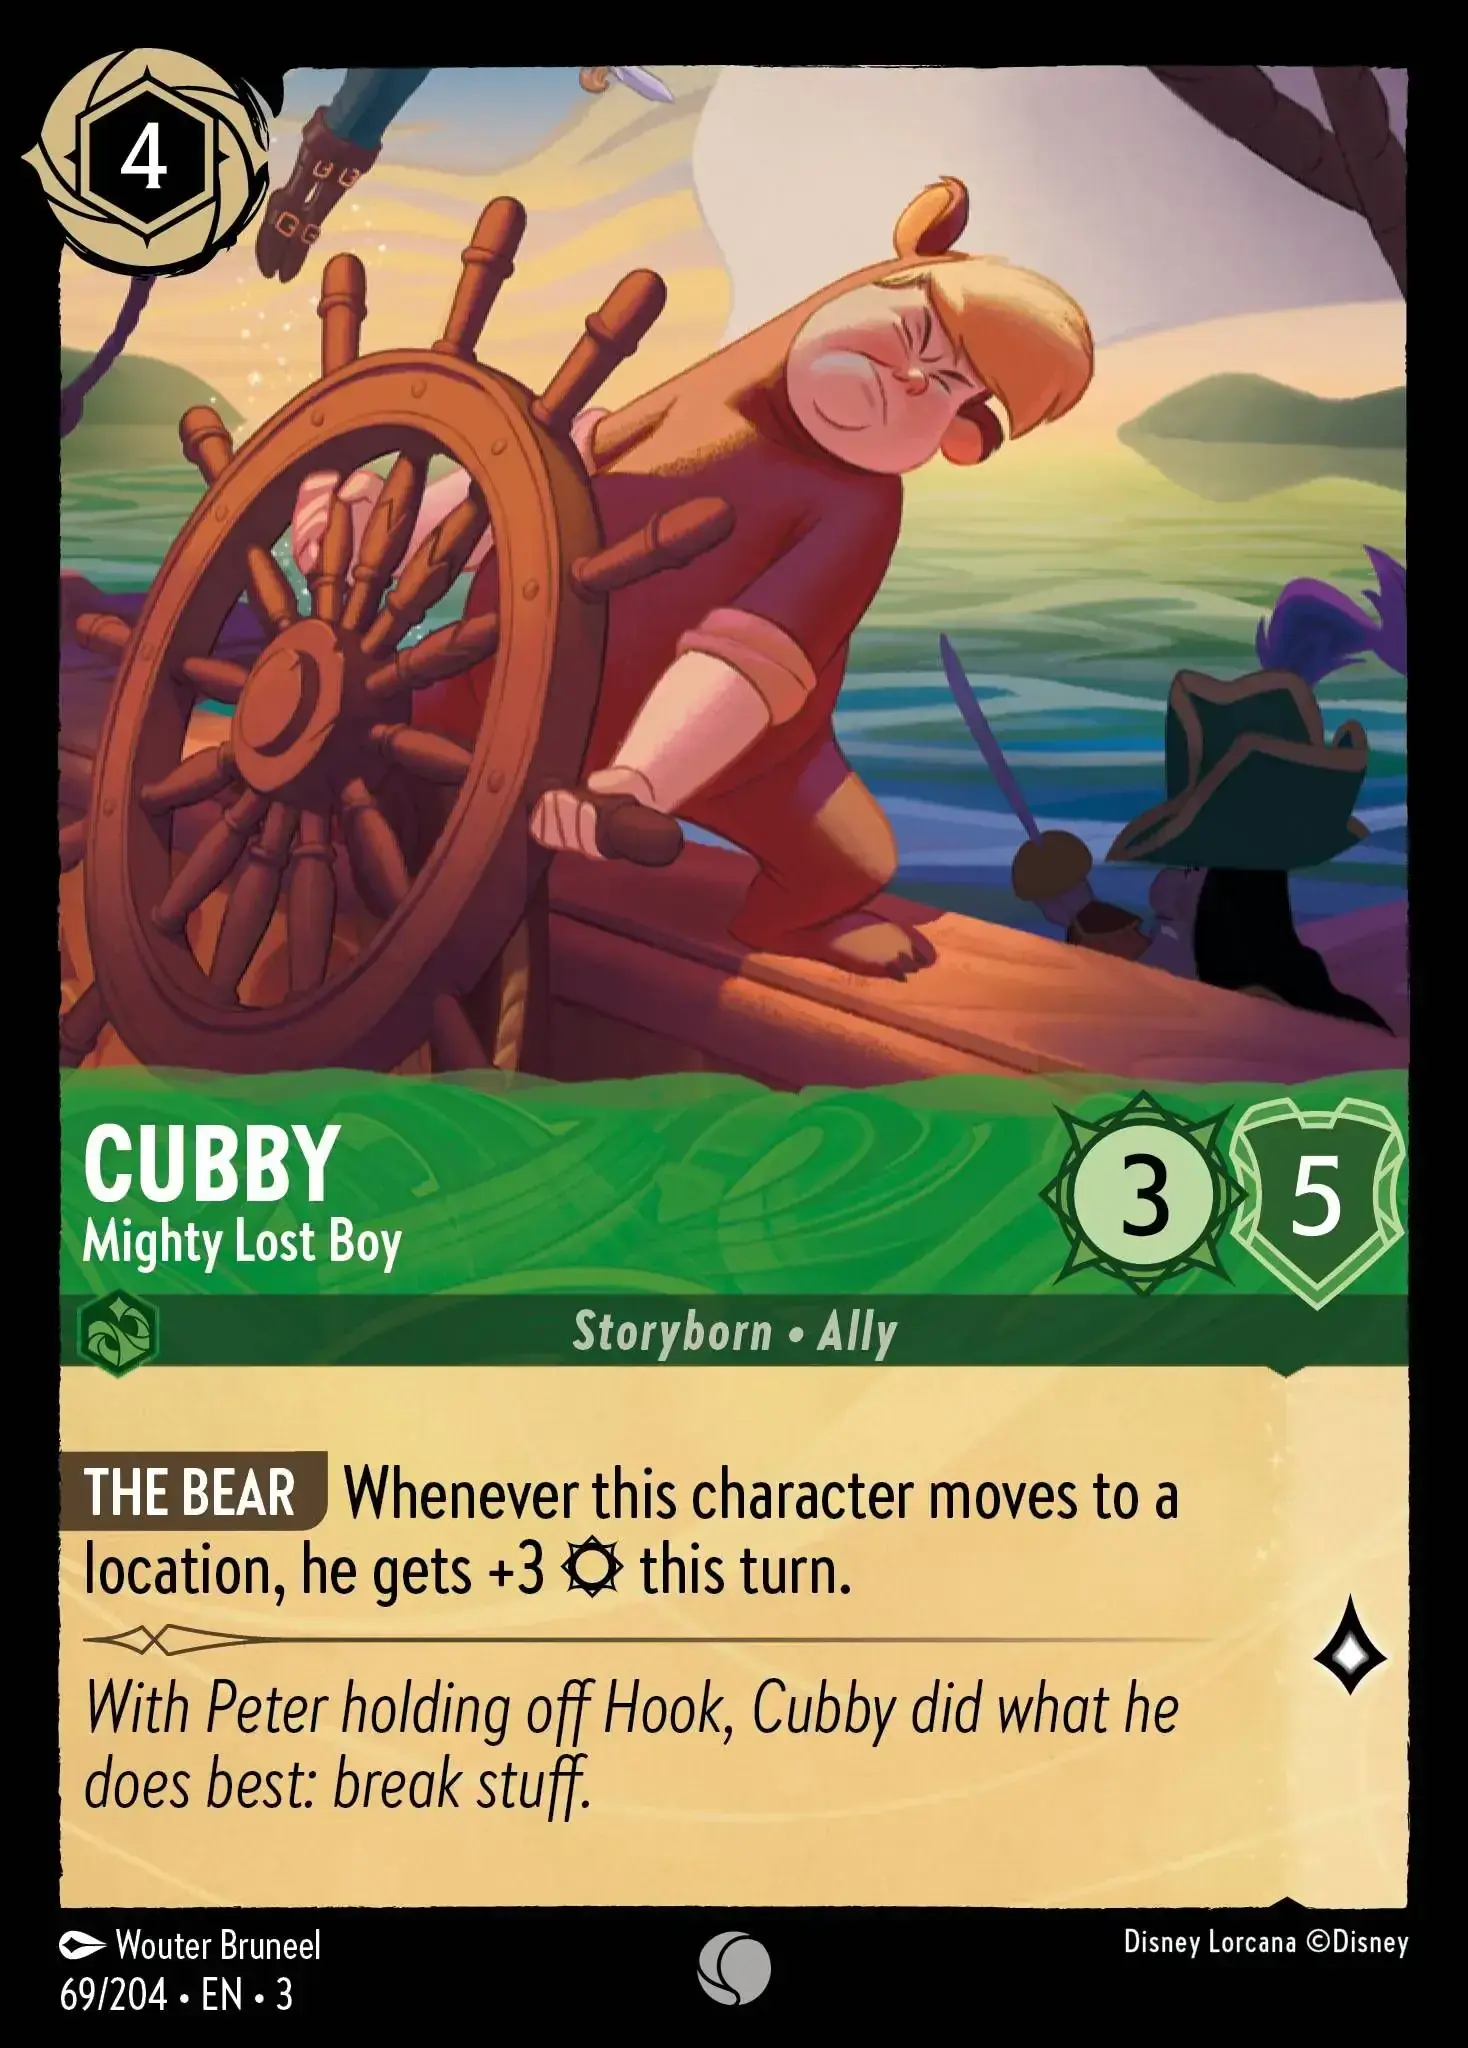 4
CUBBY
Mighty Lost Boy
3
5
Storyborn • Ally
THE BEAR Whenever this character moves to a
location, he gets +3 this turn.
With Peter holding off Hook, Cubby did what he
does best: break stuff.
Wouter Bruneel
Disney Lorcana ©Disney
69/204 • EN • 3